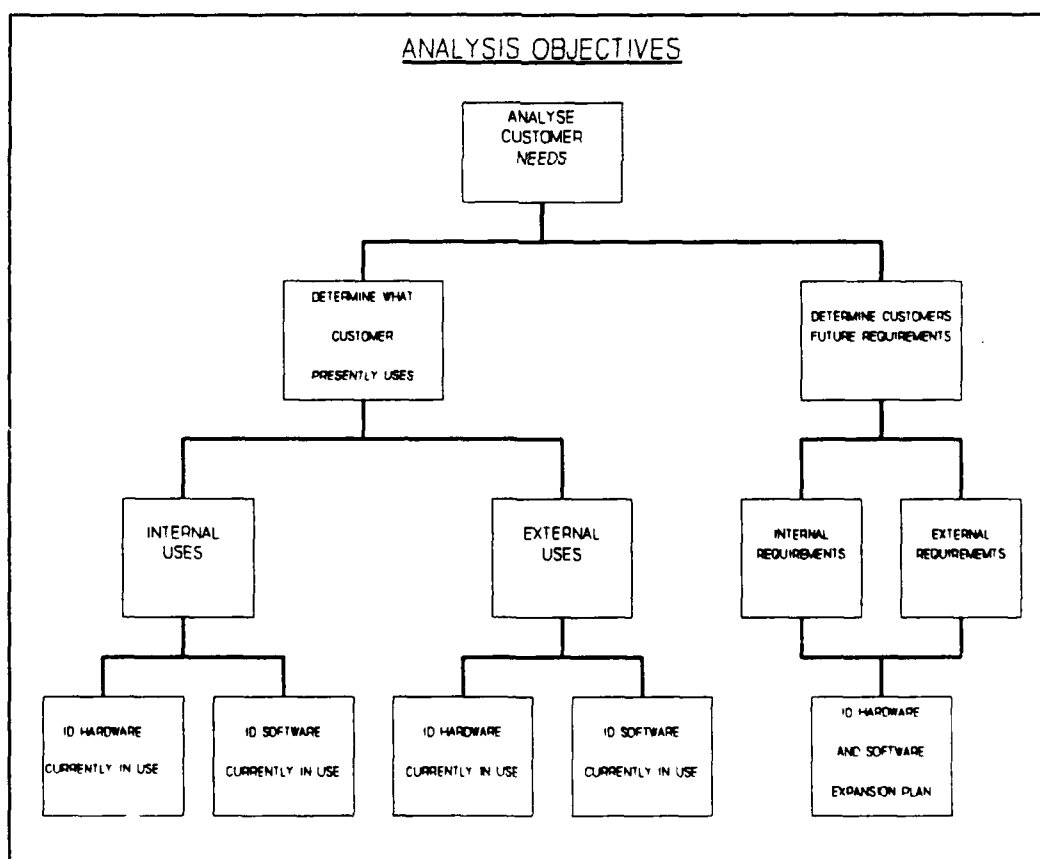 ANALYSIS OBJECTIVES
ANALYSE
CUSTOMER
NEEDS
DETERMINE WHAT
CUSTOMER
PRESENTLY USES
DETERMINE CUSTOMERS
FUTURE REQUIREMENTS
INTERNAL
USES
EXTERNAL
USES
INTERNAL
REQUIREMENTS
EXTERNAL
REQUIREMEMTS
ID HARDWARE
CURRENTLY IN USE
ID SOFTWARE
CURRENTLY IN USE
ID HARDWARE
CURRENTLY IN USE
ID SOFTWARE
CURRENTLY IN USE
ID HARDWARE
AND SOFTWARE
EXPANSION PLAN